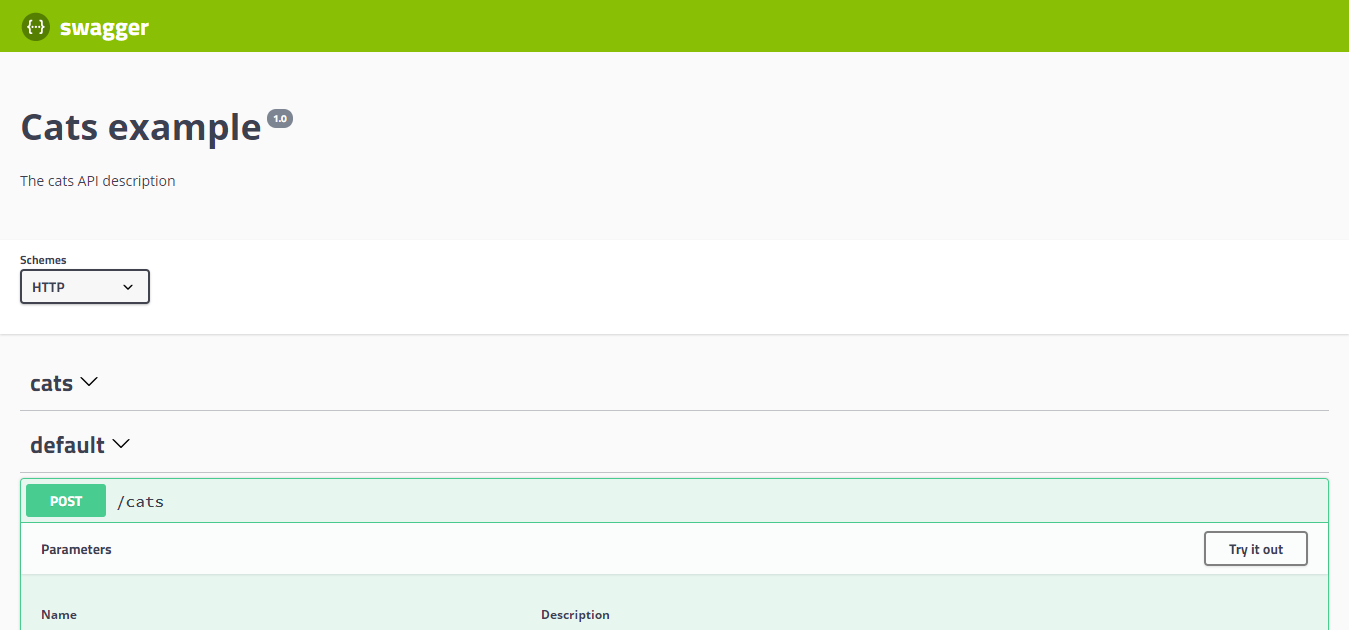 {···} swagger
Cats example 1.0
The cats API description
Schemes
HTTP
cats
default
POST /cats
Parameters Try it out
Name Description